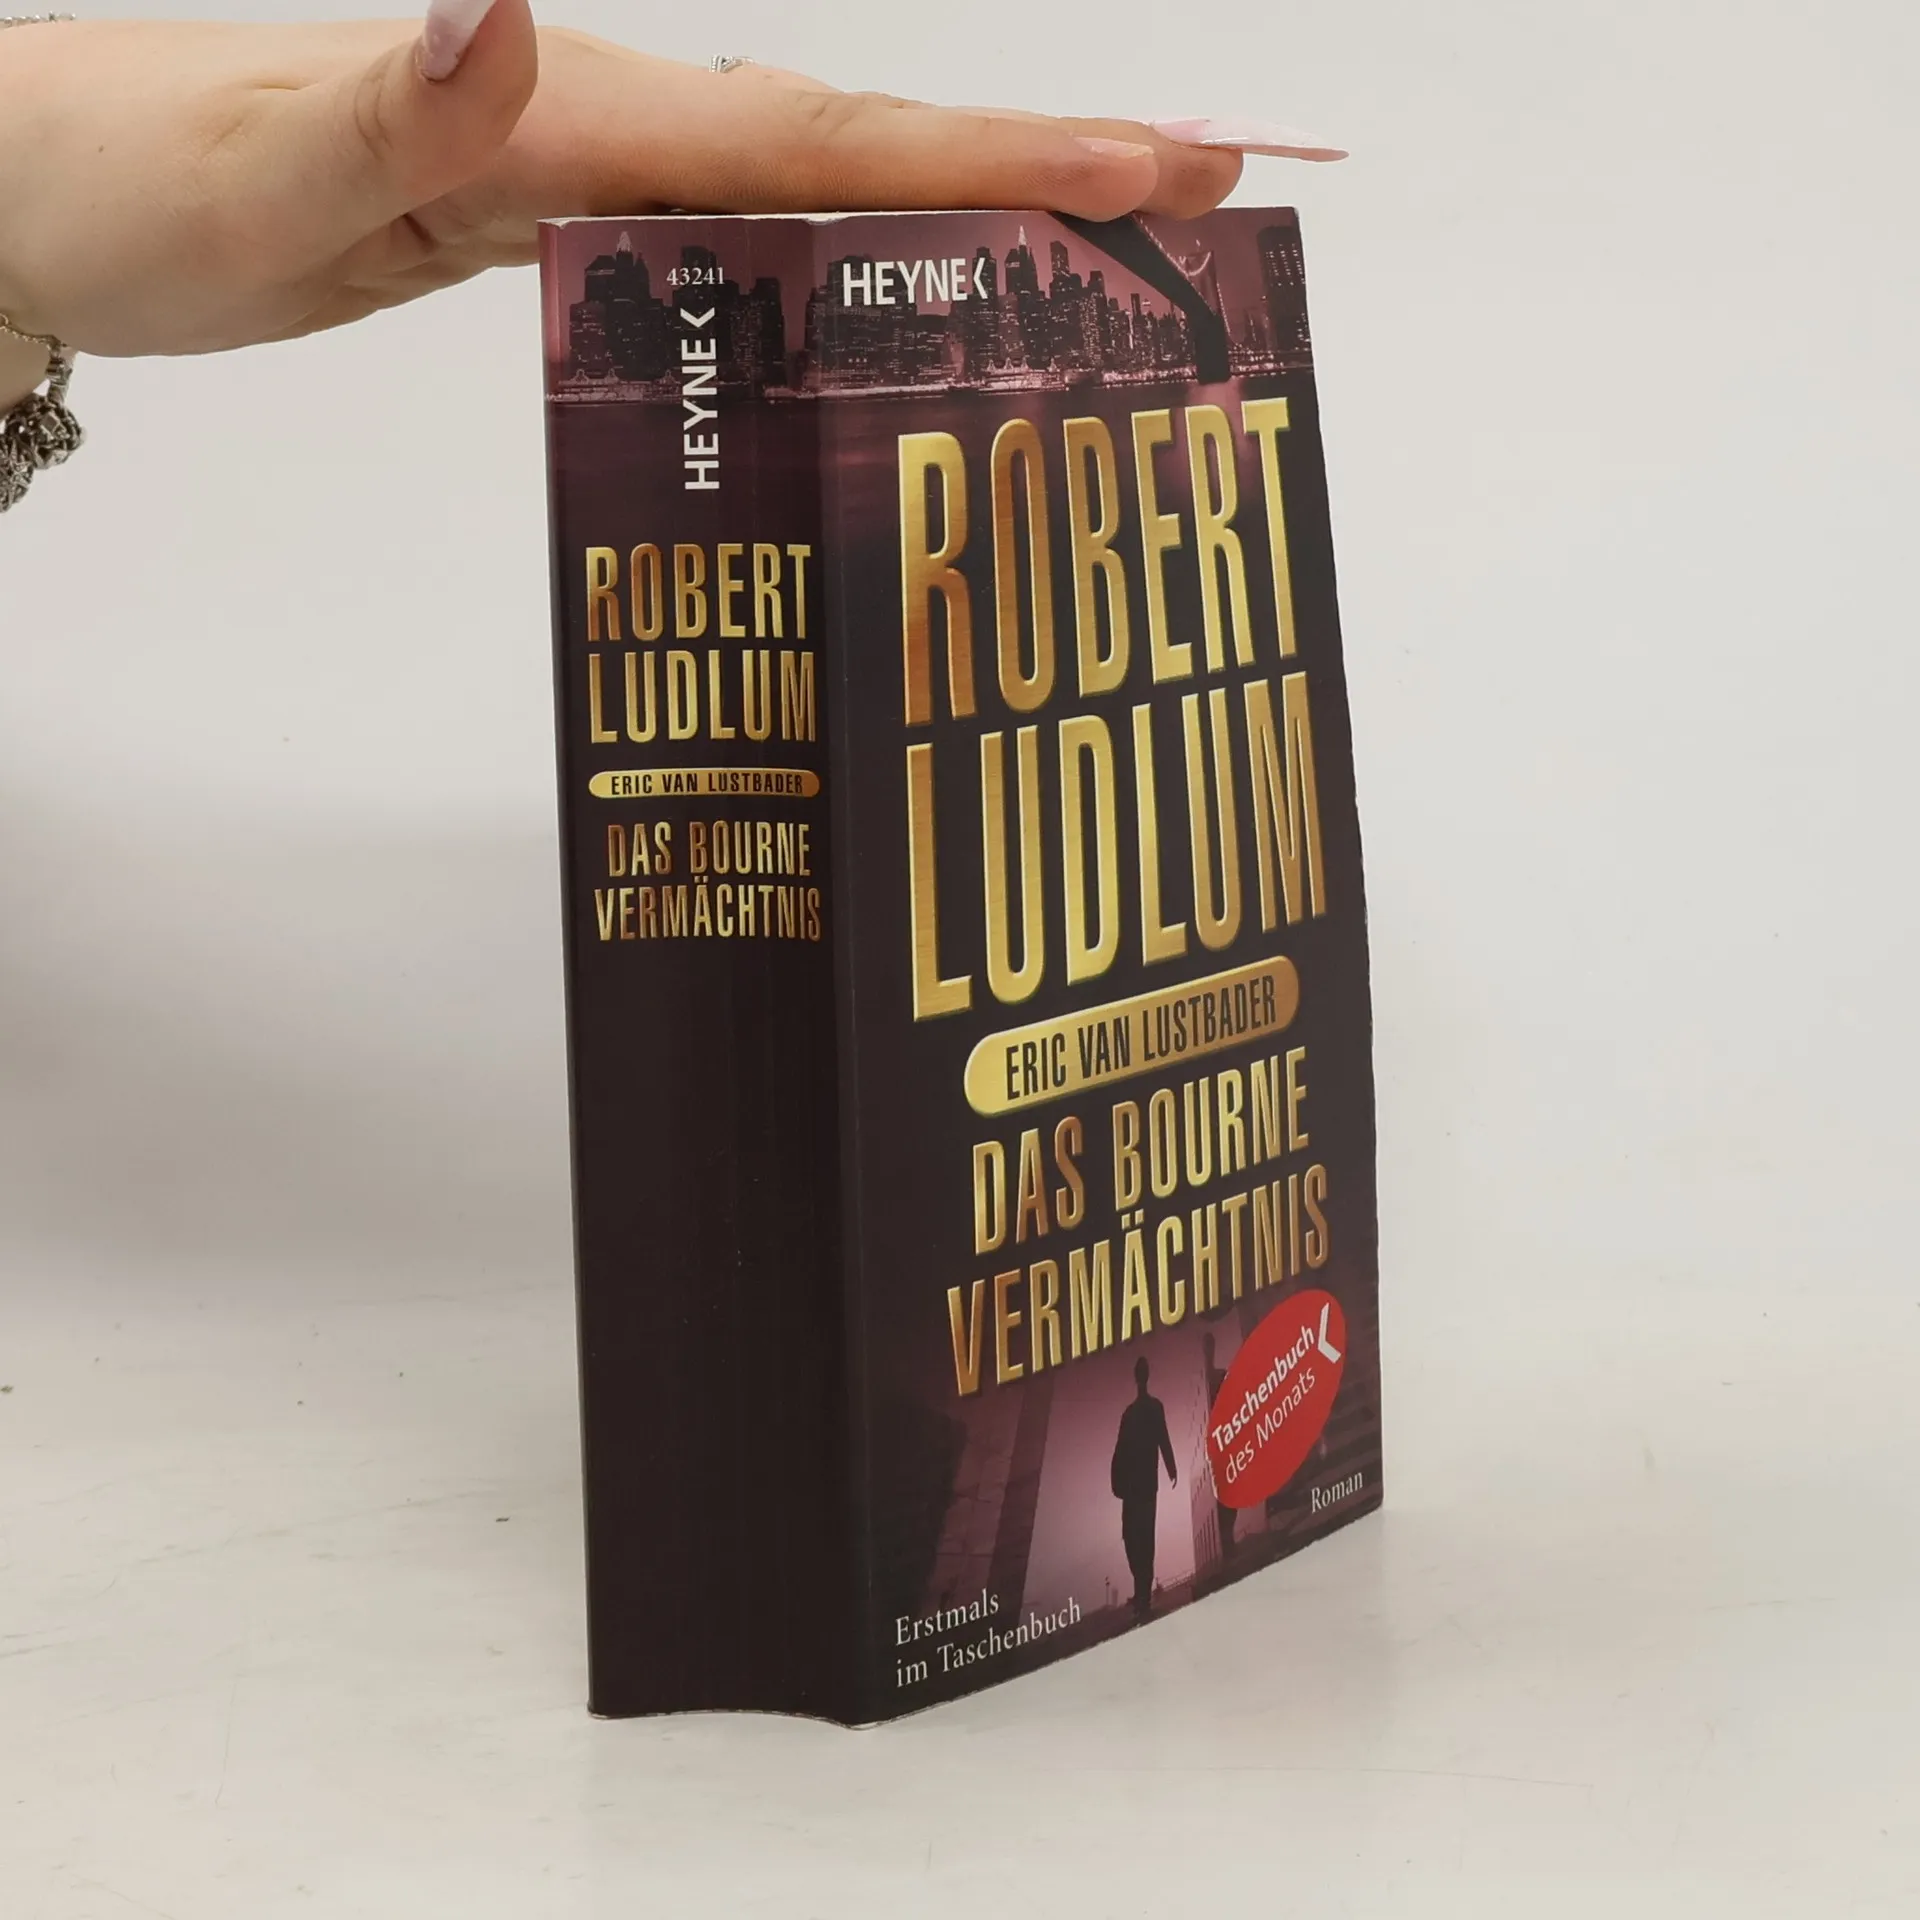 43241
HEYNE
ROBERT
LUDLUM
ERIC VAN LUSTBADER
DAS BOURNE
VERMÄCHTNIS
HEYNE
ROBERT
LUDLUM
ERIC VAN LUSTBADER
DAS BOURNE
VERMÄCHTNIS
Taschenbuch
des Monats
Roman
Erstmals
im Taschenbuch